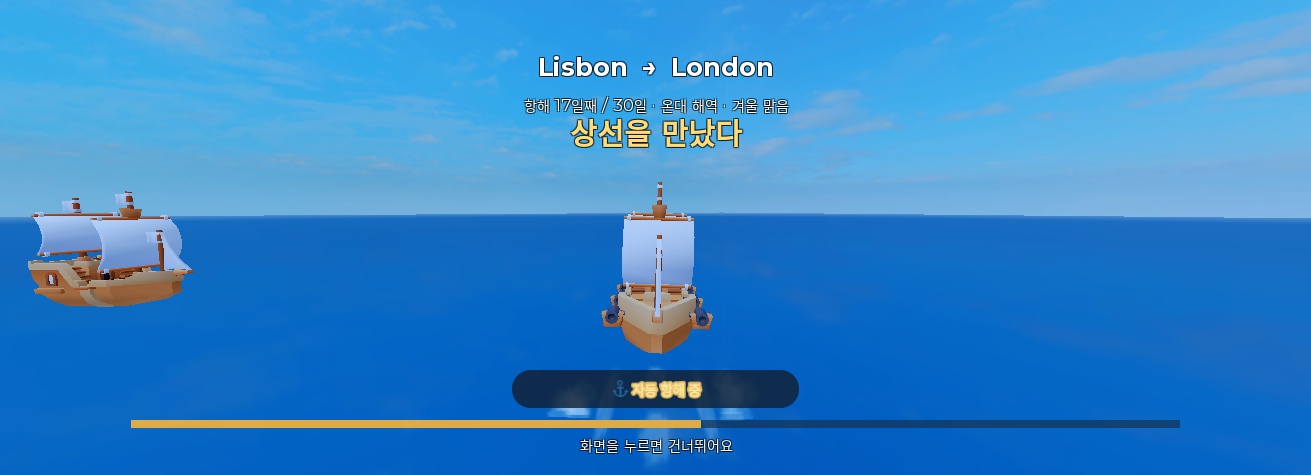 Lisbon → London
항해 17일째 / 30일 · 온대 해역 · 겨울 맑음
상선을 만났다
⚓ 자동 항해 중
화면을 누르면 건너뛰어요